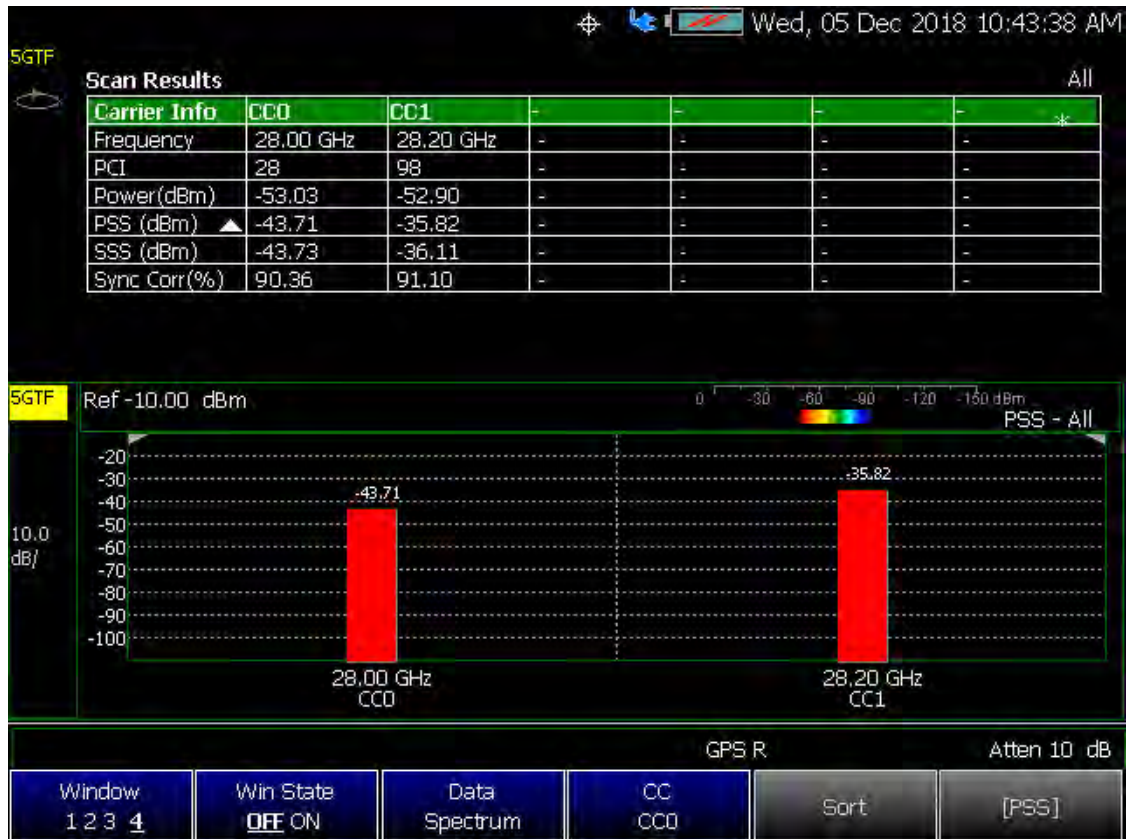 Wed, 05 Dec 2018 10:43:38 AM
5GTF
Scan Results All
Carrier Info CC0 CC1 - - - - *
Frequency 28.00 GHz 28.20 GHz - - - -
PCI 28 98 - - - -
Power(dBm) -53.03 -52.90 - - - -
PSS (dBm) -43.71 -35.82 - - - -
SSS (dBm) -43.73 -36.11 - - - -
Sync Corr(%) 90.36 91.10 - - - -
5GTF Ref -10.00 dBm 0 -30 -60 -90 -120 -150 dBm
PSS - All
-20
-30
-40
-50
-60
-70
-80
-90
-100
10.0
dB/
-43.71
-35.82
28.00 GHz 28.20 GHz
CC0 CC1
GPS R Atten 10 dB
Window Win State Data CC Sort [PSS]
1 2 3 4 OFF ON Spectrum CC0